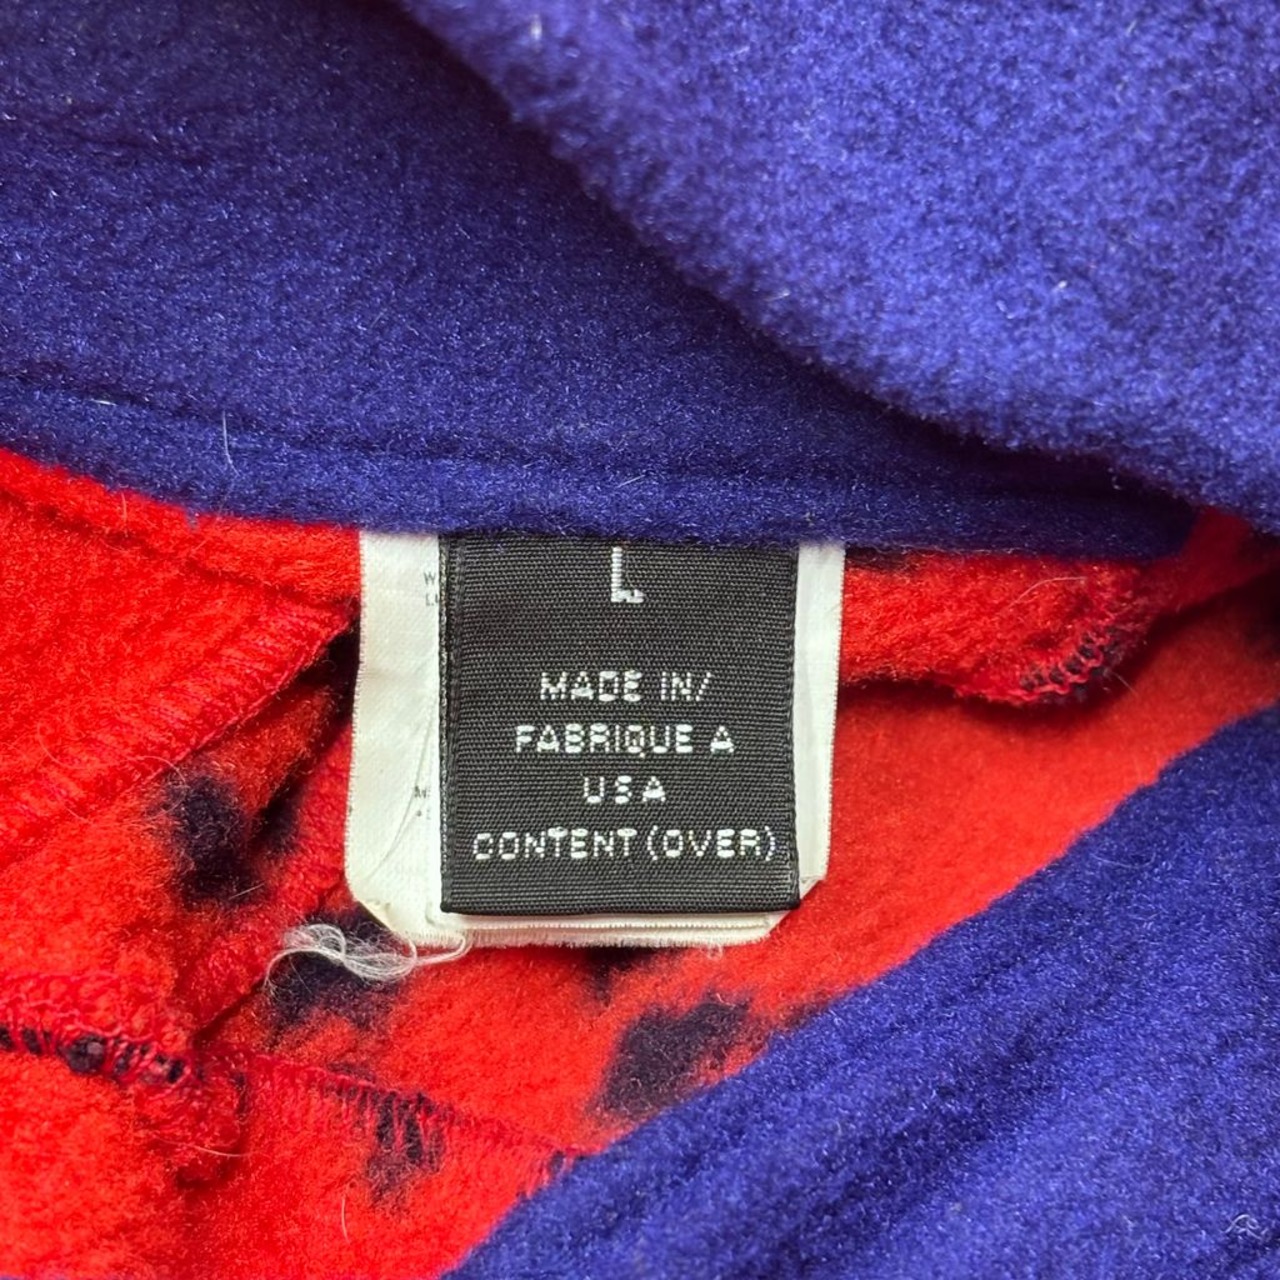 L
MADE IN/
FABRIQUE A
USA
CONTENT (OVER)